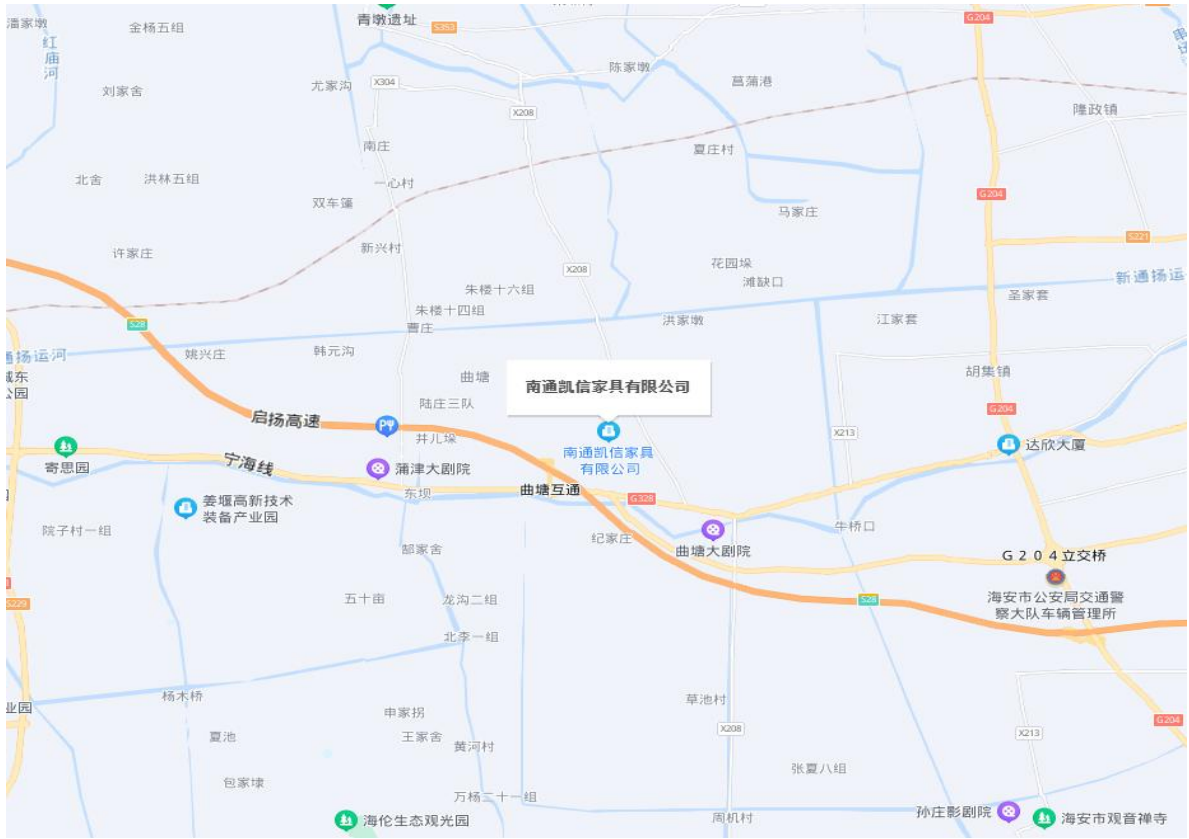 潘家墩
金杨五组
青墩遗址
S353
G204
红庙河
陈家墩
尤家沟
X304
菖蒲港
刘家舍
X208
隆政镇
南庄
夏庄村
北舍
洪林五组
一心村
G204
双车篷
马家庄
新兴村
S221
许家庄
花园垛
X208
滩缺口
新通扬运
朱楼十六组
圣家套
朱楼十四组
S28
曹庄
洪家墩
江家套
通扬运河
姚兴庄
韩元沟
城东
公园
曲塘
南通凯信家具有限公司
胡集镇
陆庄三队
G204
启扬高速
井儿垛
X213
达欣大厦
南通凯信家具
有限公司
寄思园
宁海线
蒲津大剧院
东坝
曲塘互通
G328
姜堰高新技术
装备产业园
院子村一组
纪家庄
曲塘大剧院
牛桥口
郜家舍
G204立交桥
五十亩
龙沟二组
S28
海安市公安局交通警
察大队车辆管理所
S229
北李一组
杨木桥
草池村
业园
申家拐
G204
夏池
王家舍
黄河村
X208
X213
包家埭
张夏八组
万杨二十一组
海伦生态观光园
周机村
孙庄影剧院
海安市观音禅寺